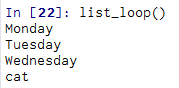 In [22]: list_loop()
Monday
Tuesday
Wednesday
cat